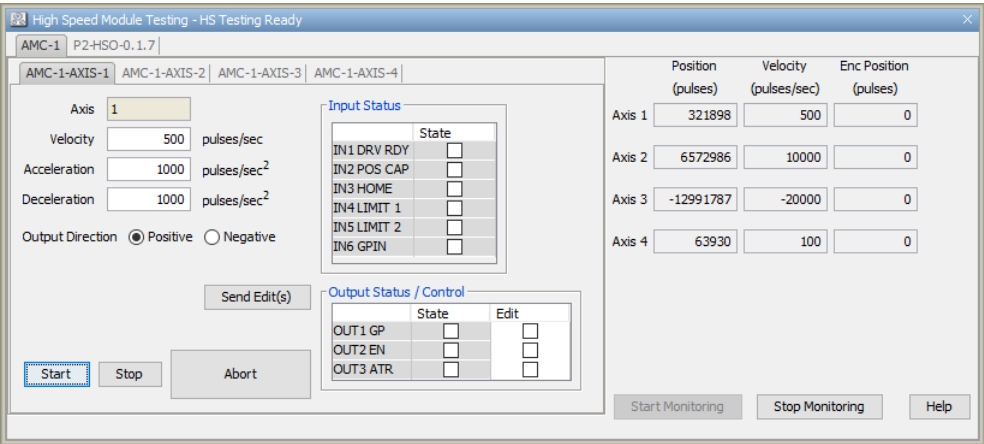 High Speed Module Testing - HS Testing Ready
AMC-1 P2-HSO-0.1.7
AMC-1-AXIS-1 AMC-1-AXIS-2 AMC-1-AXIS-3 AMC-1-AXIS-4
Axis 1
Velocity 500 pulses/sec
Acceleration 1000 pulses/sec2
Deceleration 1000 pulses/sec2
Output Direction Positive Negative
Send Edit(s)
Start Stop Abort
Input Status
State
IN1 DRV RDY
IN2 POS CAP
IN3 HOME
IN4 LIMIT 1
IN5 LIMIT 2
IN6 GPIN
Output Status / Control
State Edit
OUT1 GP
OUT2 EN
OUT3 ATR
Position Velocity Enc Position
(pulses) (pulses/sec) (pulses)
Axis 1 321898 500 0
Axis 2 6572986 10000 0
Axis 3 -12991787 -20000 0
Axis 4 63930 100 0
Start Monitoring Stop Monitoring Help